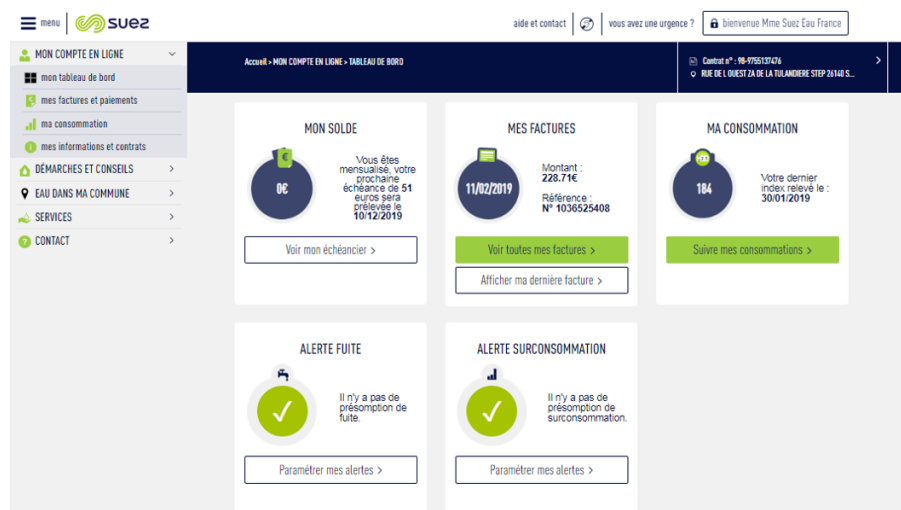 menu
suez
aide et contact
vous avez une urgence ?
bienvenue Mme Suez Eau France
MON COMPTE EN LIGNE
mon tableau de bord
mes factures et paiements
ma consommation
mes informations et contrats
DÉMARCHES ET CONSEILS
EAU DANS MA COMMUNE
SERVICES
CONTACT
Accueil > MON COMPTE EN LIGNE > TABLEAU DE BORD
Contrat n° : 98-9755137476
RUE DE L OUEST ZA DE LA TULANDIERE STEP 26140 S...
MON SOLDE
0€
Vous êtes
mensualisé, votre
prochaine
échéance de 51
euros sera
prélevée le
10/12/2019
Voir mon échéancier >
MES FACTURES
11/02/2019
Montant :
228.71€
Référence :
N° 1036525408
Voir toutes mes factures >
Afficher ma dernière facture >
MA CONSOMMATION
184
Votre dernier
index relevé le :
30/01/2019
Suivre mes consommations >
ALERTE FUITE
Il n'y a pas de
présomption de
fuite.
Paramétrer mes alertes >
ALERTE SURCONSOMMATION
Il n'y a pas de
présomption de
surconsommation.
Paramétrer mes alertes >